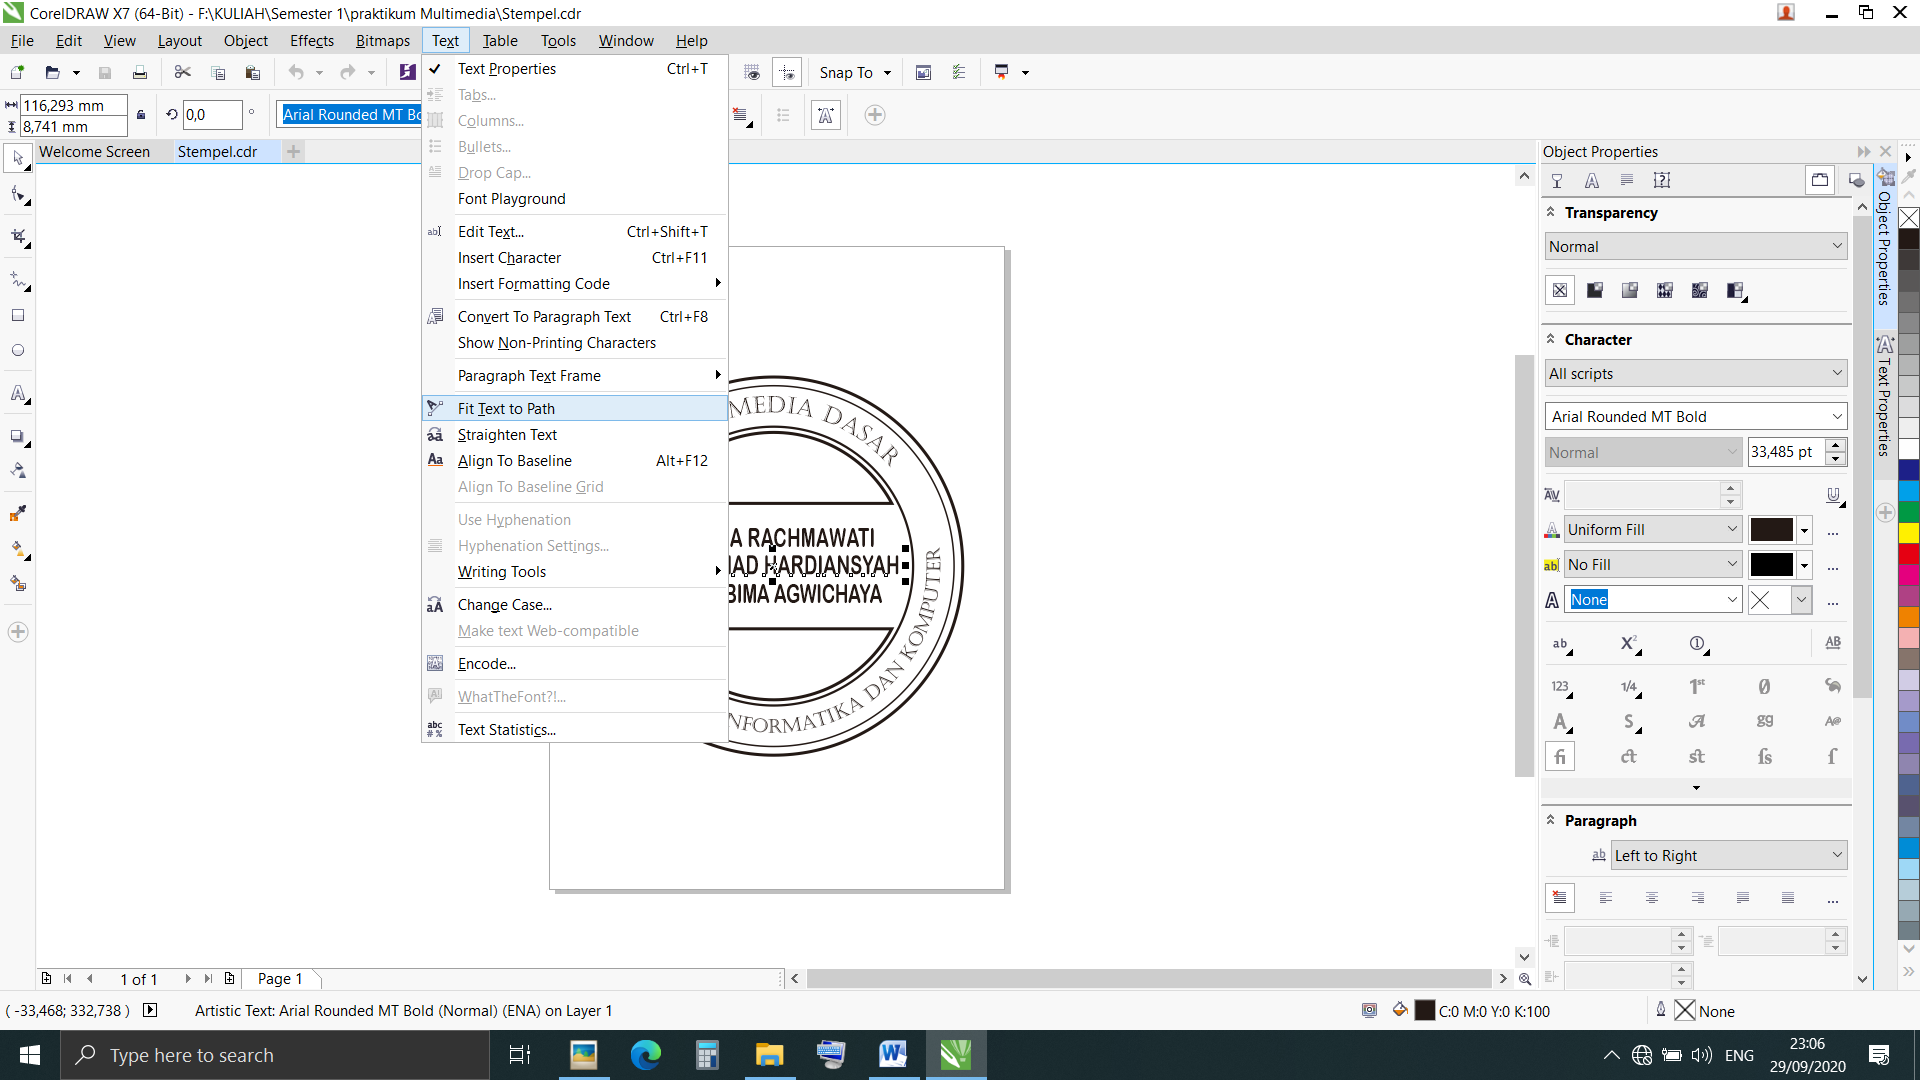 CorelDRAW X7 (64-Bit) - F:\KULIAH\Semester 1\praktikum Multimedia\Stempel.cdr
File Edit View Layout Object Effects Bitmaps Text Table Tools Window Help
Snap To
116,293 mm
8,741 mm
0,0 °
Arial Rounded MT
Welcome Screen Stempel.cdr
Text Properties Ctrl+T
Tabs...
Columns...
Bullets...
Drop Cap...
Font Playground
Edit Text... Ctrl+Shift+T
Insert Character Ctrl+F11
Insert Formatting Code
Convert To Paragraph Text Ctrl+F8
Show Non-Printing Characters
Paragraph Text Frame
Fit Text to Path
Straighten Text
Align To Baseline Alt+F12
Align To Baseline Grid
Use Hyphenation
Hyphenation Settings...
Writing Tools
Change Case...
Make text Web-compatible
Encode...
WhatTheFont?!...
Text Statistics...
MEDIA DASAR
A RACHMAWATI
HARDIANSYAH
BIMA AGWICHAYA
NFORMATIKA DAN KOMPUTER
Object Properties
Transparency
Normal
Character
All scripts
Arial Rounded MT Bold
Normal 33,485 pt
Uniform Fill ...
No Fill ...
None ...
Paragraph
Left to Right
Object Properties
Text Properties
1 of 1 Page 1
( -33,468; 332,738 ) Artistic Text: Arial Rounded MT Bold (Normal) (ENA) on Layer 1 C:0 M:0 Y:0 K:100 None
Type here to search
ENG
23:06
29/09/2020